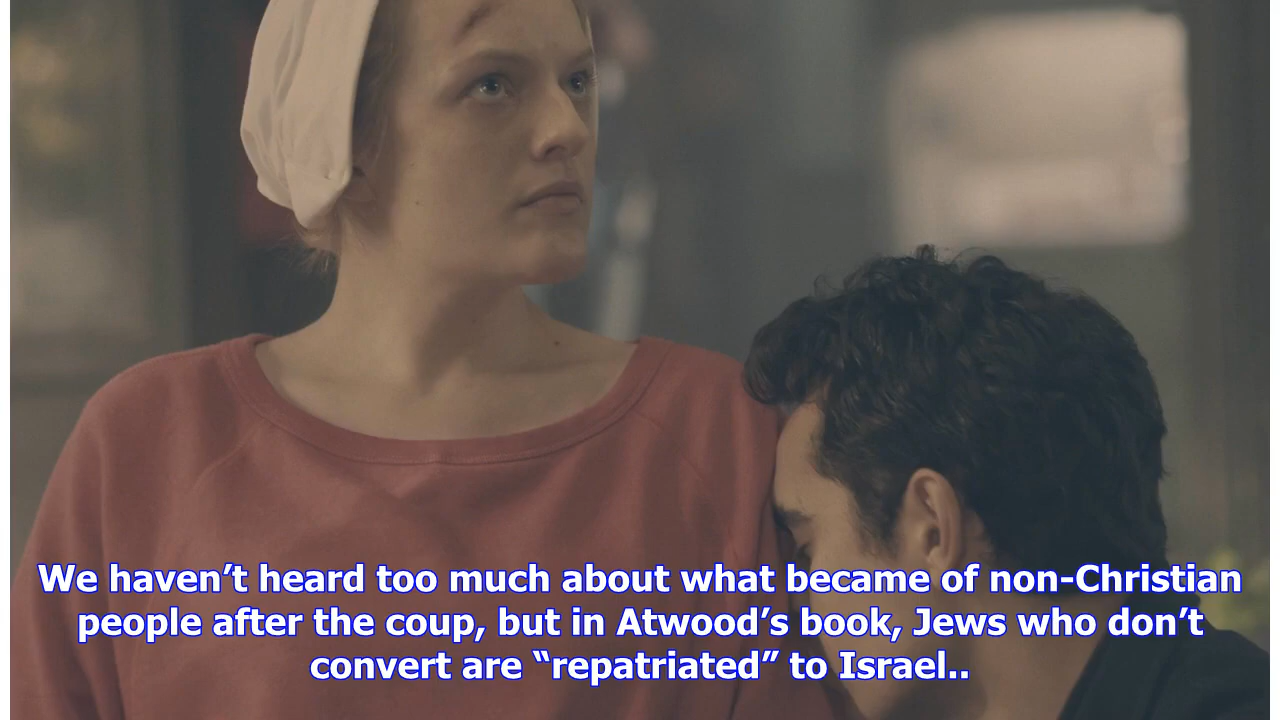 We haven’t heard too much about what became of non-Christian
people after the coup, but in Atwood’s book, Jews who don’t
convert are “repatriated” to Israel..